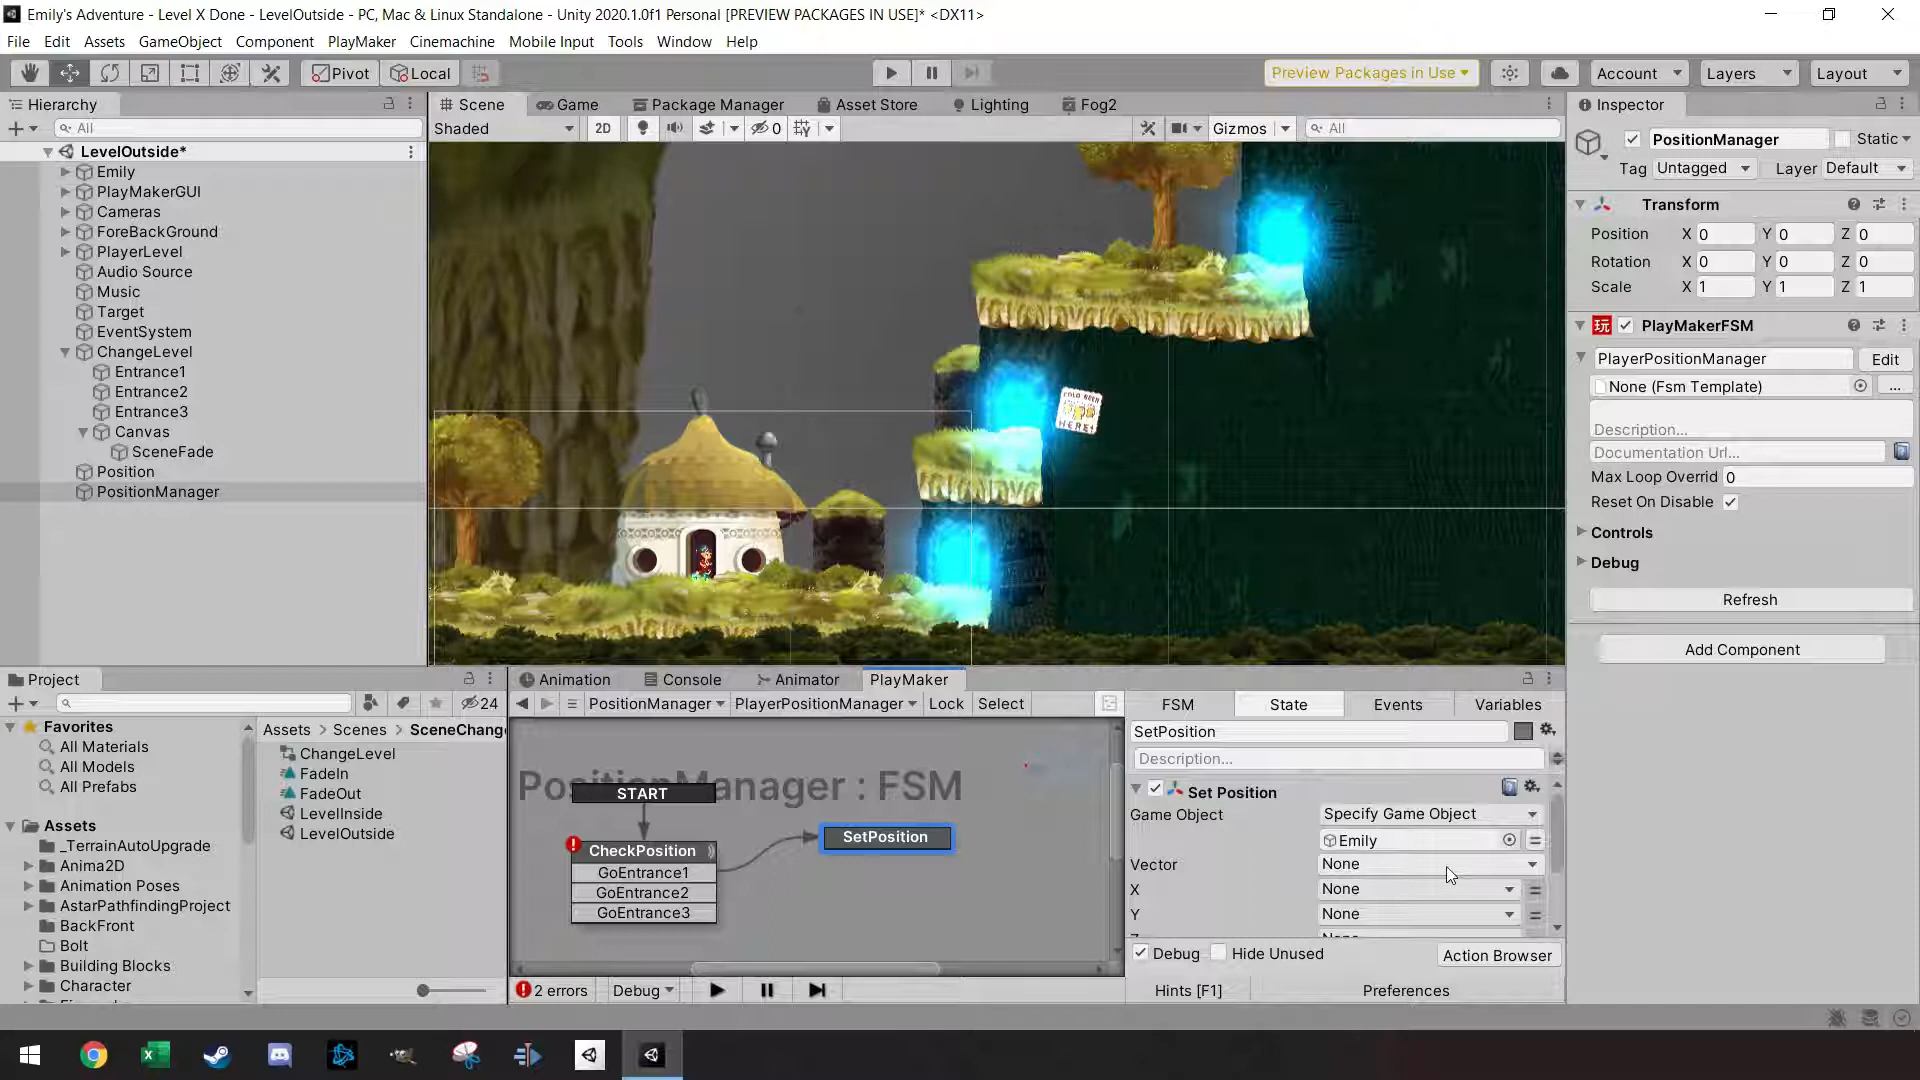 Emily's Adventure - Level X Done - LevelOutside - PC, Mac & Linux Standalone - Unity 2020.1.0f1 Personal [PREVIEW PACKAGES IN USE]* <DX11>
File Edit Assets GameObject Component PlayMaker Cinemachine Mobile Input Tools Window Help
Pivot Local Preview Packages in Use Account Layers Layout
Hierarchy
All
LevelOutside*
Emily
PlayMakerGUI
Cameras
ForeBackGround
PlayerLevel
Audio Source
Music
Target
EventSystem
ChangeLevel
Entrance1
Entrance2
Entrance3
Canvas
SceneFade
Position
PositionManager
Scene Game Package Manager Asset Store Lighting Fog2
Shaded 2D 0 Gizmos All
HERE!
Inspector
PositionManager Static
Tag Untagged Layer Default
Transform
Position X 0 Y 0 Z 0
Rotation X 0 Y 0 Z 0
Scale X 1 Y 1 Z 1
玩 PlayMakerFSM
PlayerPositionManager Edit
None (Fsm Template) ...
Description...
Documentation Url...
Max Loop Overrid 0
Reset On Disable
Controls
Debug
Refresh
Add Component
Project
24
Favorites
All Materials
All Models
All Prefabs
Assets
_TerrainAutoUpgrade
Anima2D
Animation Poses
AstarPathfindingProject
BackFront
Bolt
Building Blocks
Character
Assets > Scenes > SceneChang
ChangeLevel
FadeIn
FadeOut
LevelInside
LevelOutside
Animation Console Animator PlayMaker
PositionManager PlayerPositionManager Lock Select
PositionManager : FSM
START
CheckPosition
GoEntrance1
GoEntrance2
GoEntrance3
SetPosition
2 errors Debug
FSM State Events Variables
SetPosition
Description...
Set Position
Game Object Specify Game Object
Emily
Vector None
X None
Y None
Debug Hide Unused Action Browser
Hints [F1] Preferences